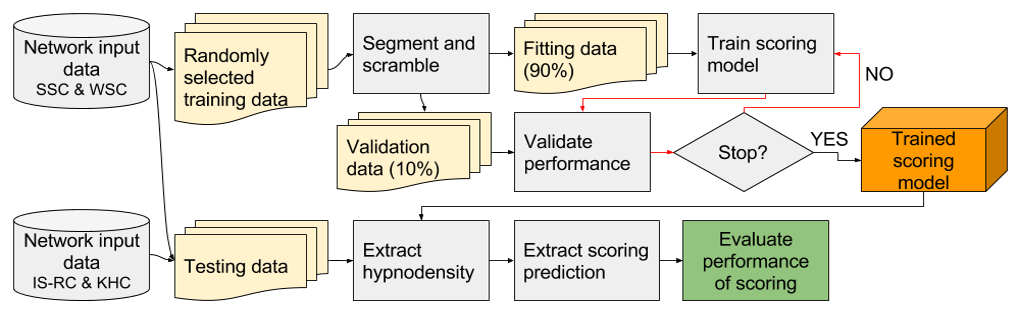 Network input
data
SSC & WSC
Randomly
selected
training data
Segment and
scramble
Fitting data
(90%)
Train scoring
model
NO
Validation
data (10%)
Validate
performance
Stop?
YES
Trained
scoring
model
Network input
data
IS-RC & KHC
Testing data
Extract
hypnodensity
Extract scoring
prediction
Evaluate
performance
of scoring